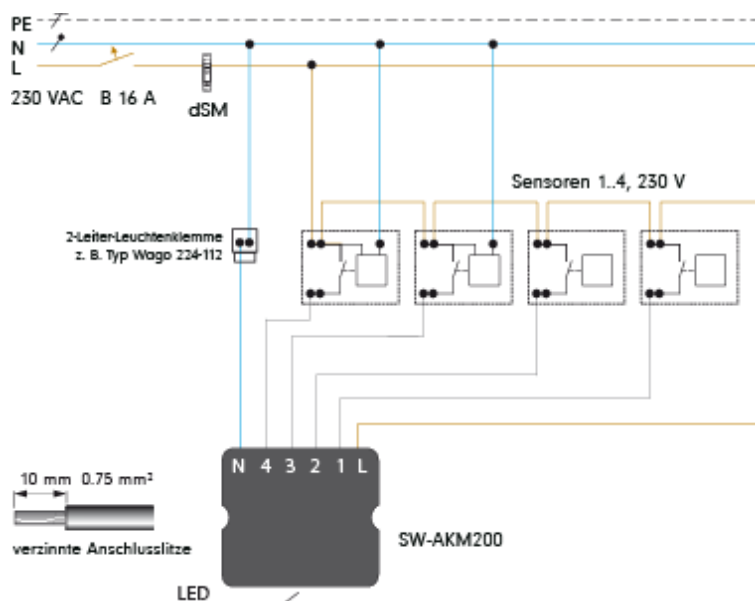 PE
N
L
230 VAC B 16 A
dSM
Sensoren 1..4, 230 V
2-Leiter-Leuchtenklemme
z. B. Typ Wago 224-112
N 4 3 2 1 L
10 mm 0.75 mm²
verzinnte Anschlusslitze
SW-AKM200
LED